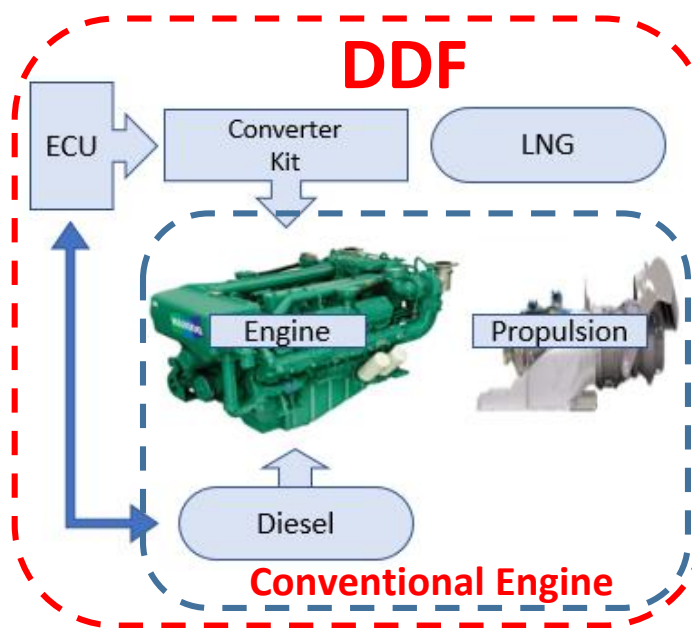 DDF
ECU
Converter
Kit
LNG
Engine
Propulsion
Diesel
Conventional Engine